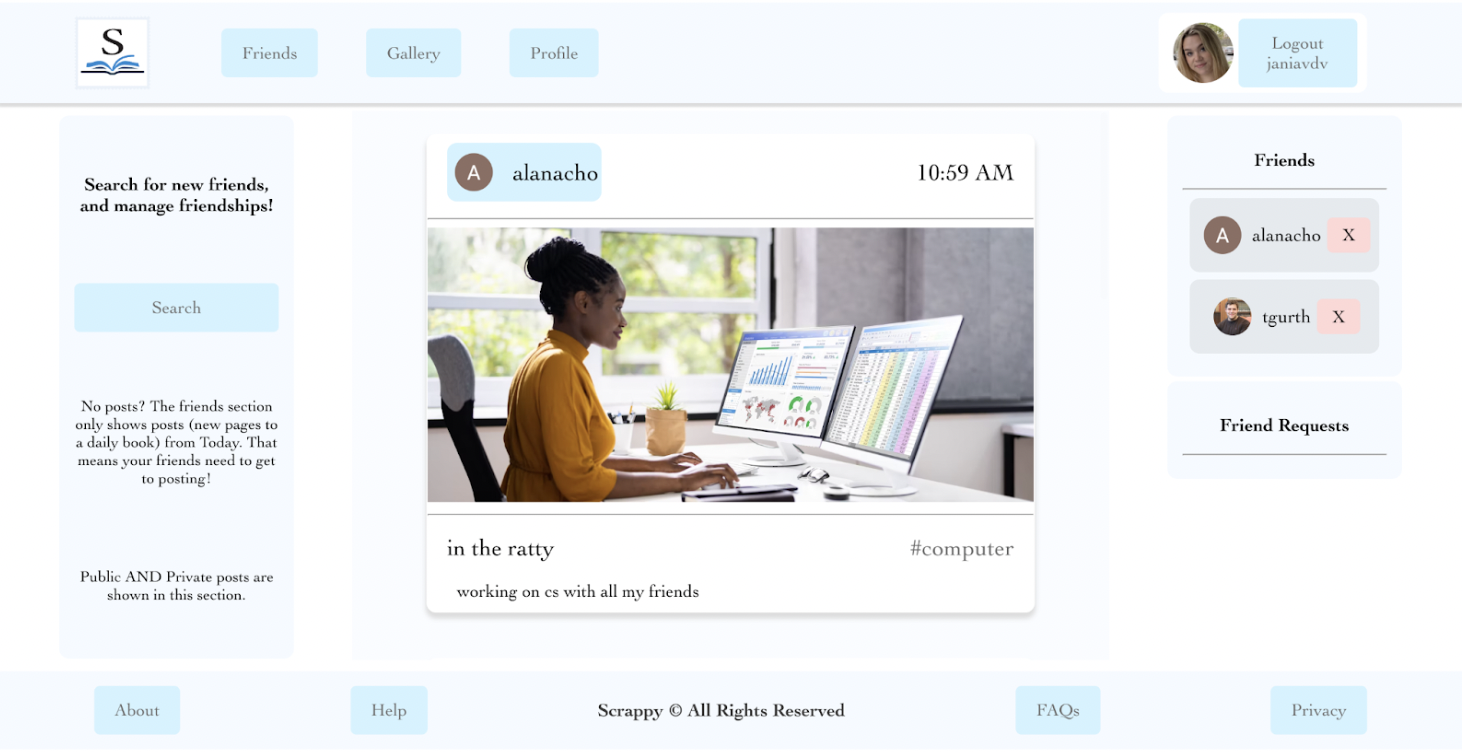 S
Friends
Gallery
Profile
Logout
janiavdv
Search for new friends,
and manage friendships!
Search
No posts? The friends section
only shows posts (new pages to
a daily book) from Today. That
means your friends need to get
to posting!
Public AND Private posts are
shown in this section.
A
alanacho
10:59 AM
in the ratty
#computer
working on cs with all my friends
Friends
A
alanacho
X
tgurth
X
Friend Requests
About
Help
Scrappy © All Rights Reserved
FAQs
Privacy